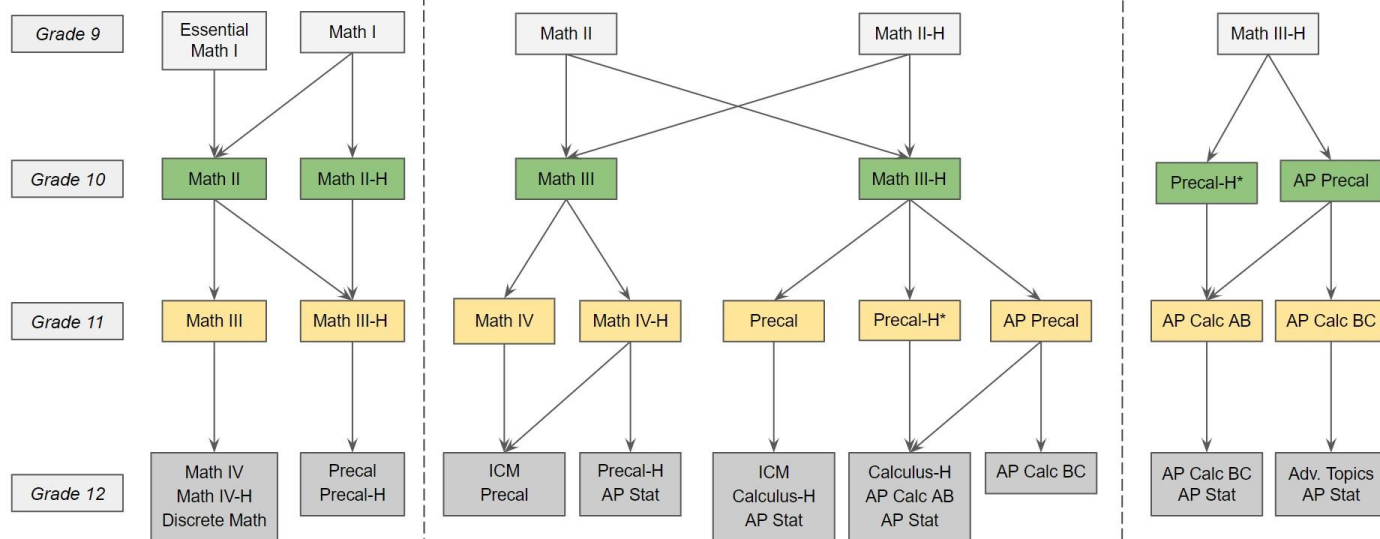 Grade 9
Essential
Math I
Math I
Math II
Math II-H
Math III-H
Grade 10
Math II
Math II-H
Math III
Math III-H
Precal-H*
AP Precal
Grade 11
Math III
Math III-H
Math IV
Math IV-H
Precal
Precal-H*
AP Precal
AP Calc AB
AP Calc BC
Grade 12
Math IV
Math IV-H
Discrete Math
Precal
Precal-H
ICM
Precal
Precal-H
AP Stat
ICM
Calculus-H
AP Stat
Calculus-H
AP Calc AB
AP Stat
AP Calc BC
AP Calc BC
AP Stat
Adv. Topics
AP Stat